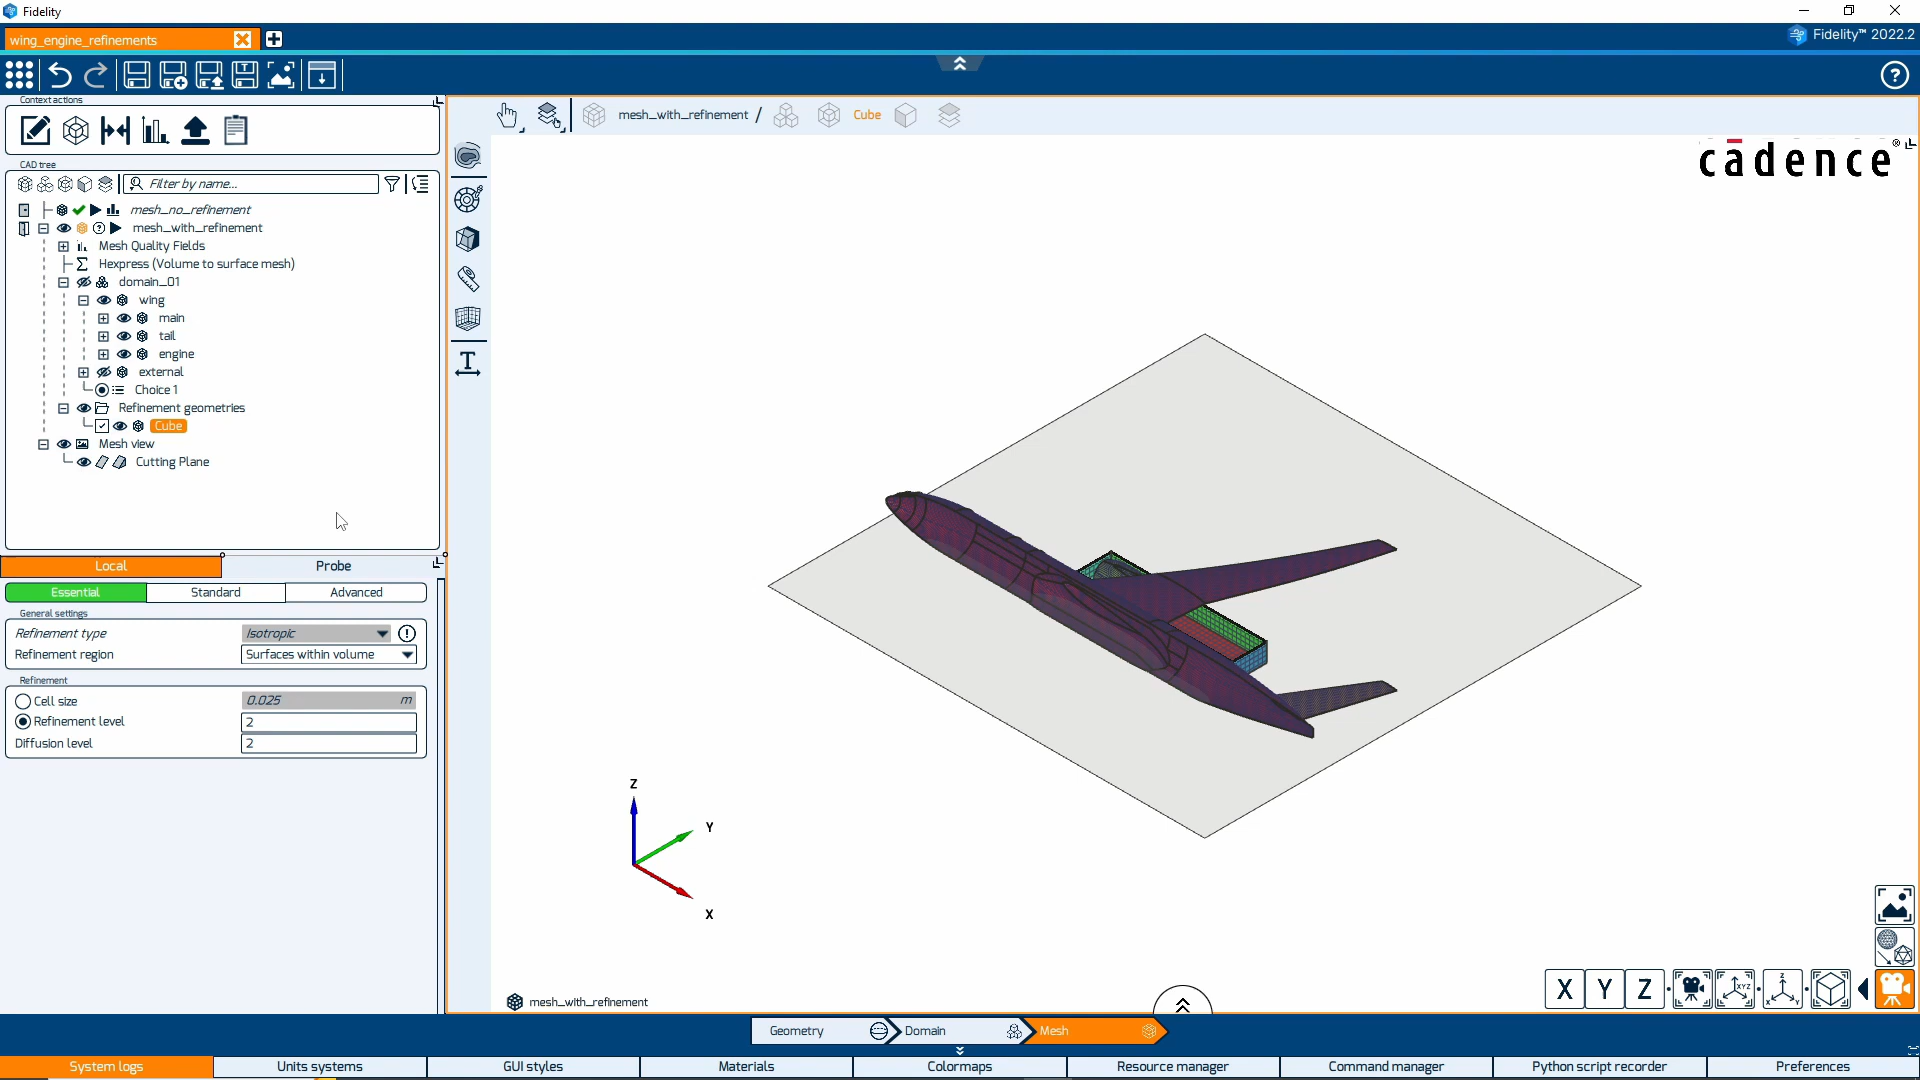 Fidelity
wing_engine_refinements
Fidelity™ 2022.2
Context actions
CAD tree
Filter by name...
mesh_no_refinement
mesh_with_refinement
Mesh Quality Fields
Hexpress (Volume to surface mesh)
domain_01
wing
main
tail
engine
external
Choice 1
Refinement geometries
Cube
Mesh view
Cutting Plane
Local Probe
Essential Standard Advanced
General settings
Refinement type Isotropic
Refinement region Surfaces within volume
Refinement
Cell size 0.025 m
Refinement level 2
Diffusion level 2
mesh_with_refinement / Cube
cādence®
Z
Y
X
X Y Z
mesh_with_refinement
Geometry Domain Mesh
System logs Units systems GUI styles Materials Colormaps Resource manager Command manager Python script recorder Preferences